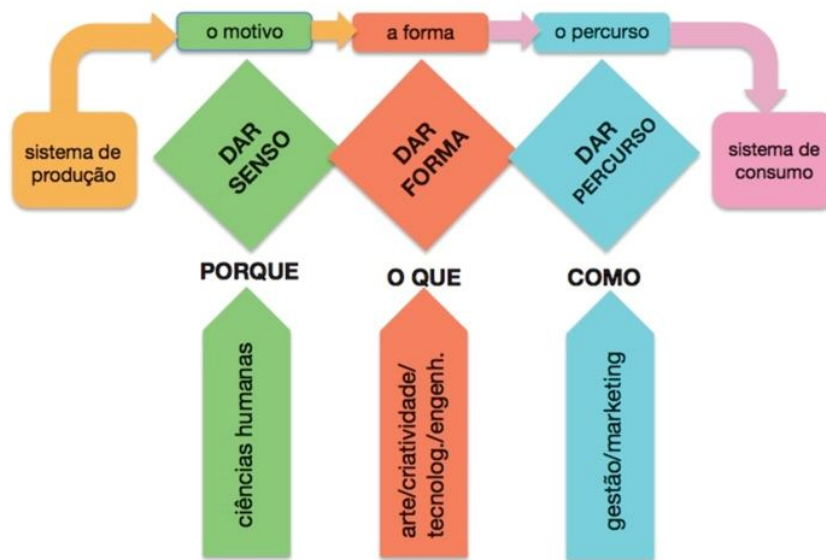 o motivo
a forma
o percurso
sistema de
produção
DAR
SENSO
DAR
FORMA
DAR
PERCURSO
sistema de
consumo
PORQUE
O QUE
COMO
ciências humanas
arte/criatividade/
tecnolog./engenh.
gestão/marketing